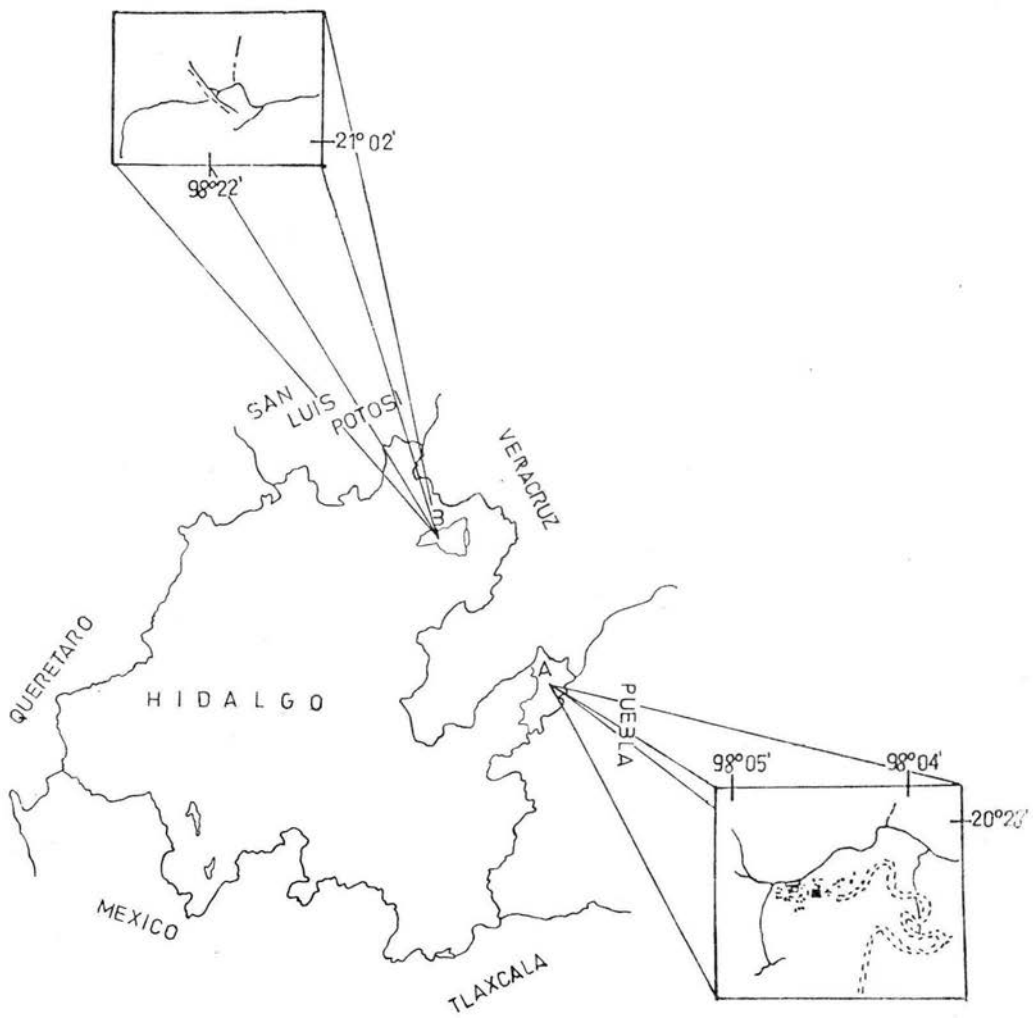 21°02'
98°22'
SAN
LUIS
POTOSI
VERACRUZ
B
QUERETARO
HIDALGO
A
PUEBLA
98°05'
98°04'
MEXICO
TLAXCALA